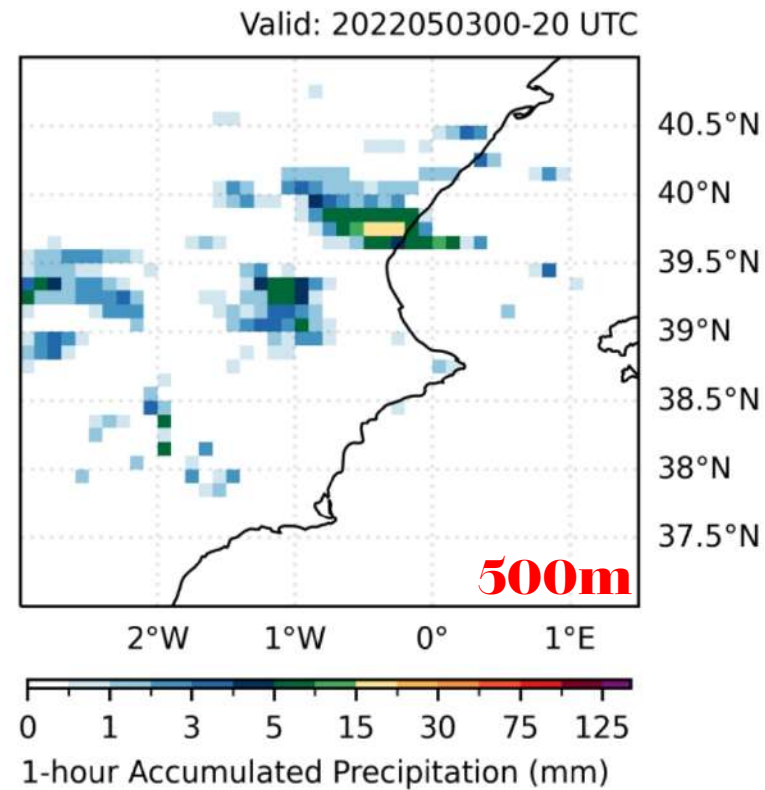 Valid: 2022050300-20 UTC
40.5°N
40°N
39.5°N
39°N
38.5°N
38°N
37.5°N
500m
2°W 1°W 0° 1°E
0 1 3 5 15 30 75 125
1-hour Accumulated Precipitation (mm)